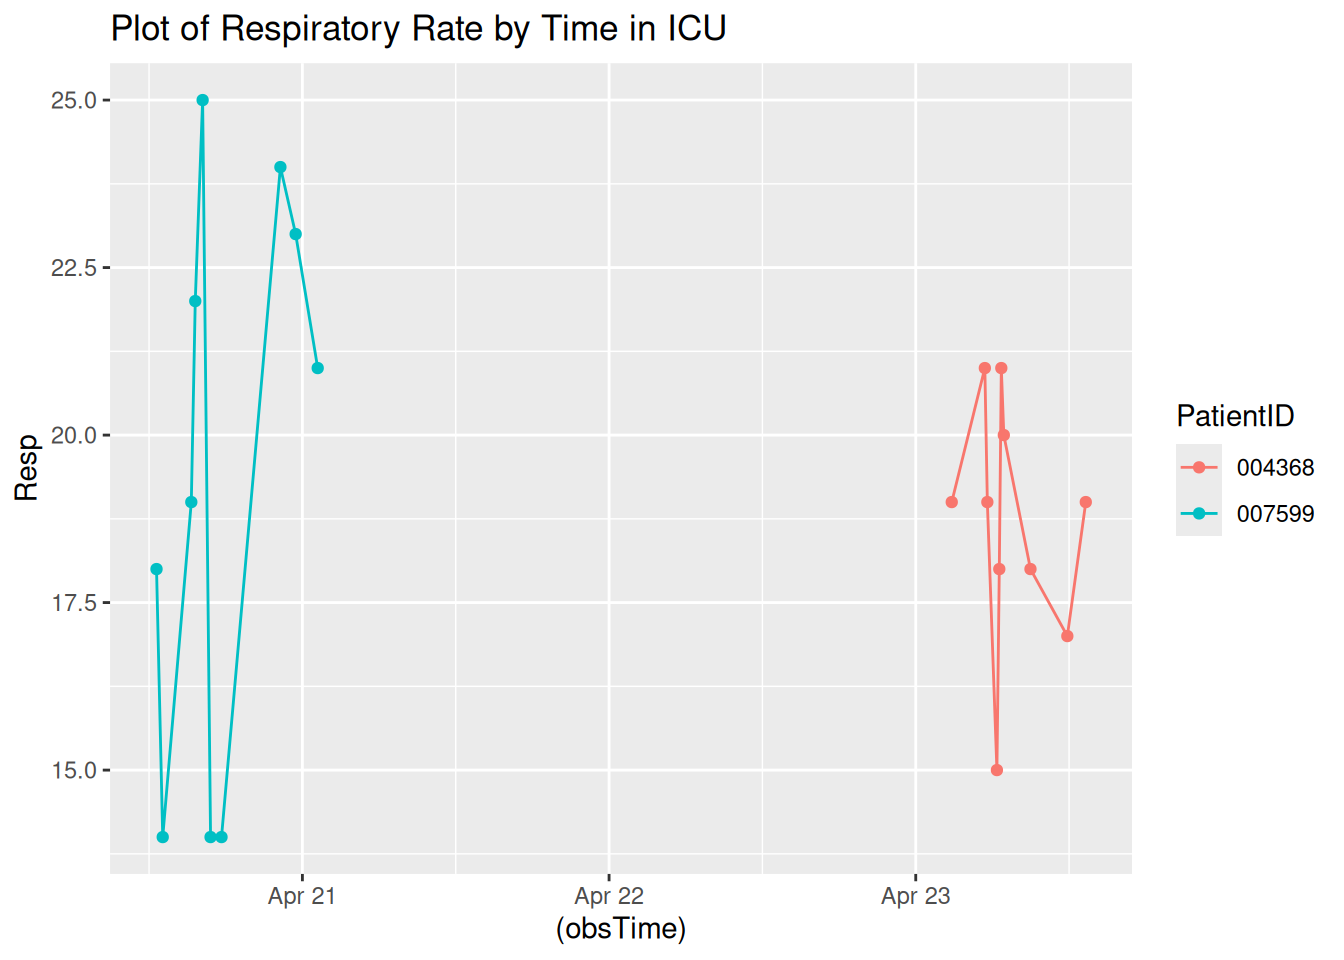 Plot of Respiratory Rate by Time in ICU
25.0
22.5
20.0
17.5
15.0
Resp
Apr 21
Apr 22
Apr 23
(obsTime)
PatientID
004368
007599